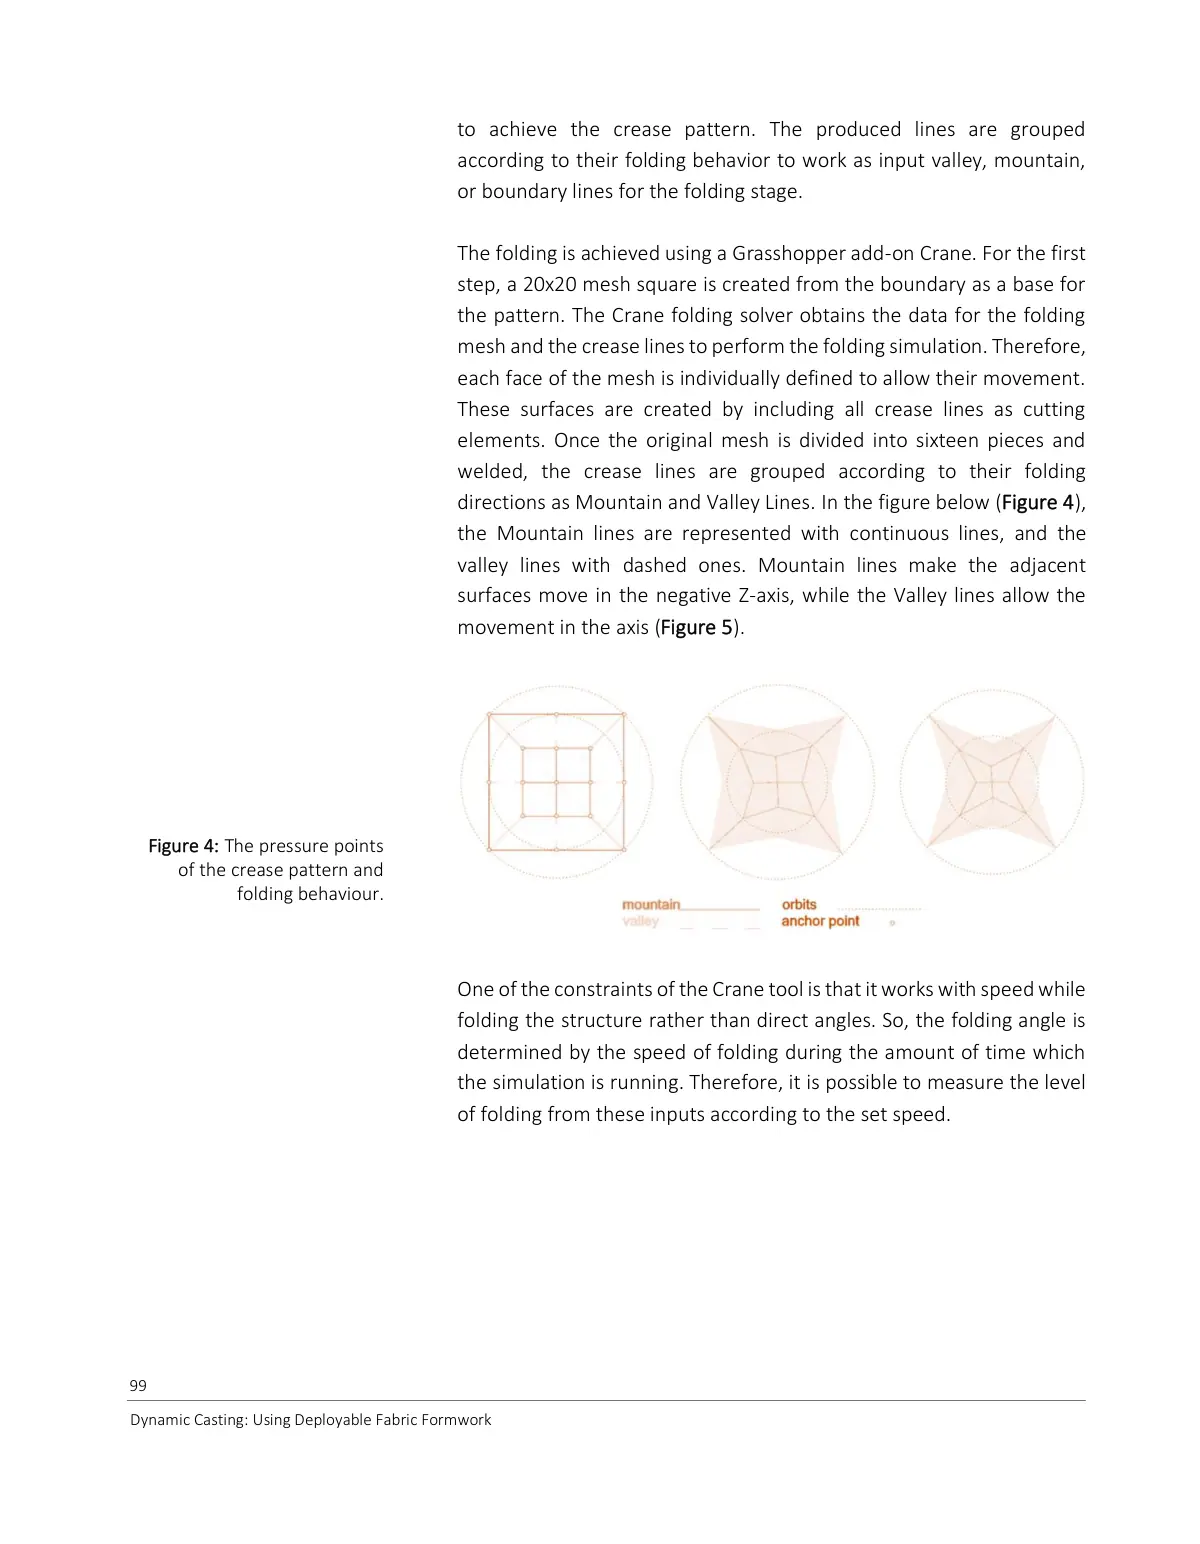 to achieve the crease pattern. The produced lines are grouped
according to their folding behavior to work as input valley, mountain,
or boundary lines for the folding stage.
The folding is achieved using a Grasshopper add-on Crane. For the first
step, a 20x20 mesh square is created from the boundary as a base for
the pattern. The Crane folding solver obtains the data for the folding
mesh and the crease lines to perform the folding simulation. Therefore,
each face of the mesh is individually defined to allow their movement.
These surfaces are created by including all crease lines as cutting
elements. Once the original mesh is divided into sixteen pieces and
welded, the crease lines are grouped according to their folding
directions as Mountain and Valley Lines. In the figure below (Figure 4),
the Mountain lines are represented with continuous lines, and the
valley lines with dashed ones. Mountain lines make the adjacent
surfaces move in the negative Z-axis, while the Valley lines allow the
movement in the axis (Figure 5).
Figure 4: The pressure points
of the crease pattern and
folding behaviour.
mountain orbits
valley anchor point
One of the constraints of the Crane tool is that it works with speed while
folding the structure rather than direct angles. So, the folding angle is
determined by the speed of folding during the amount of time which
the simulation is running. Therefore, it is possible to measure the level
of folding from these inputs according to the set speed.
99
Dynamic Casting: Using Deployable Fabric Formwork